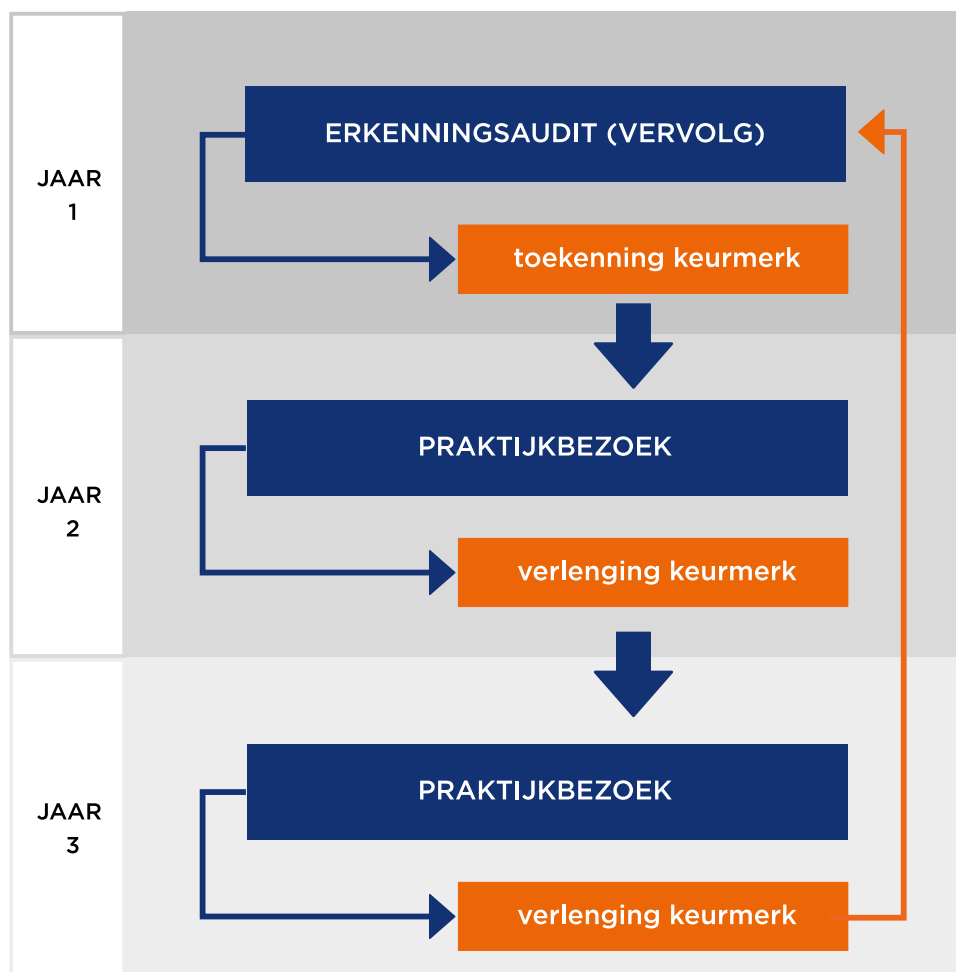 JAAR
1
ERKENNINGSAUDIT (VERVOLG)
toekenning keurmerk
JAAR
2
PRAKTIJKBEZOEK
verlenging keurmerk
JAAR
3
PRAKTIJKBEZOEK
verlenging keurmerk